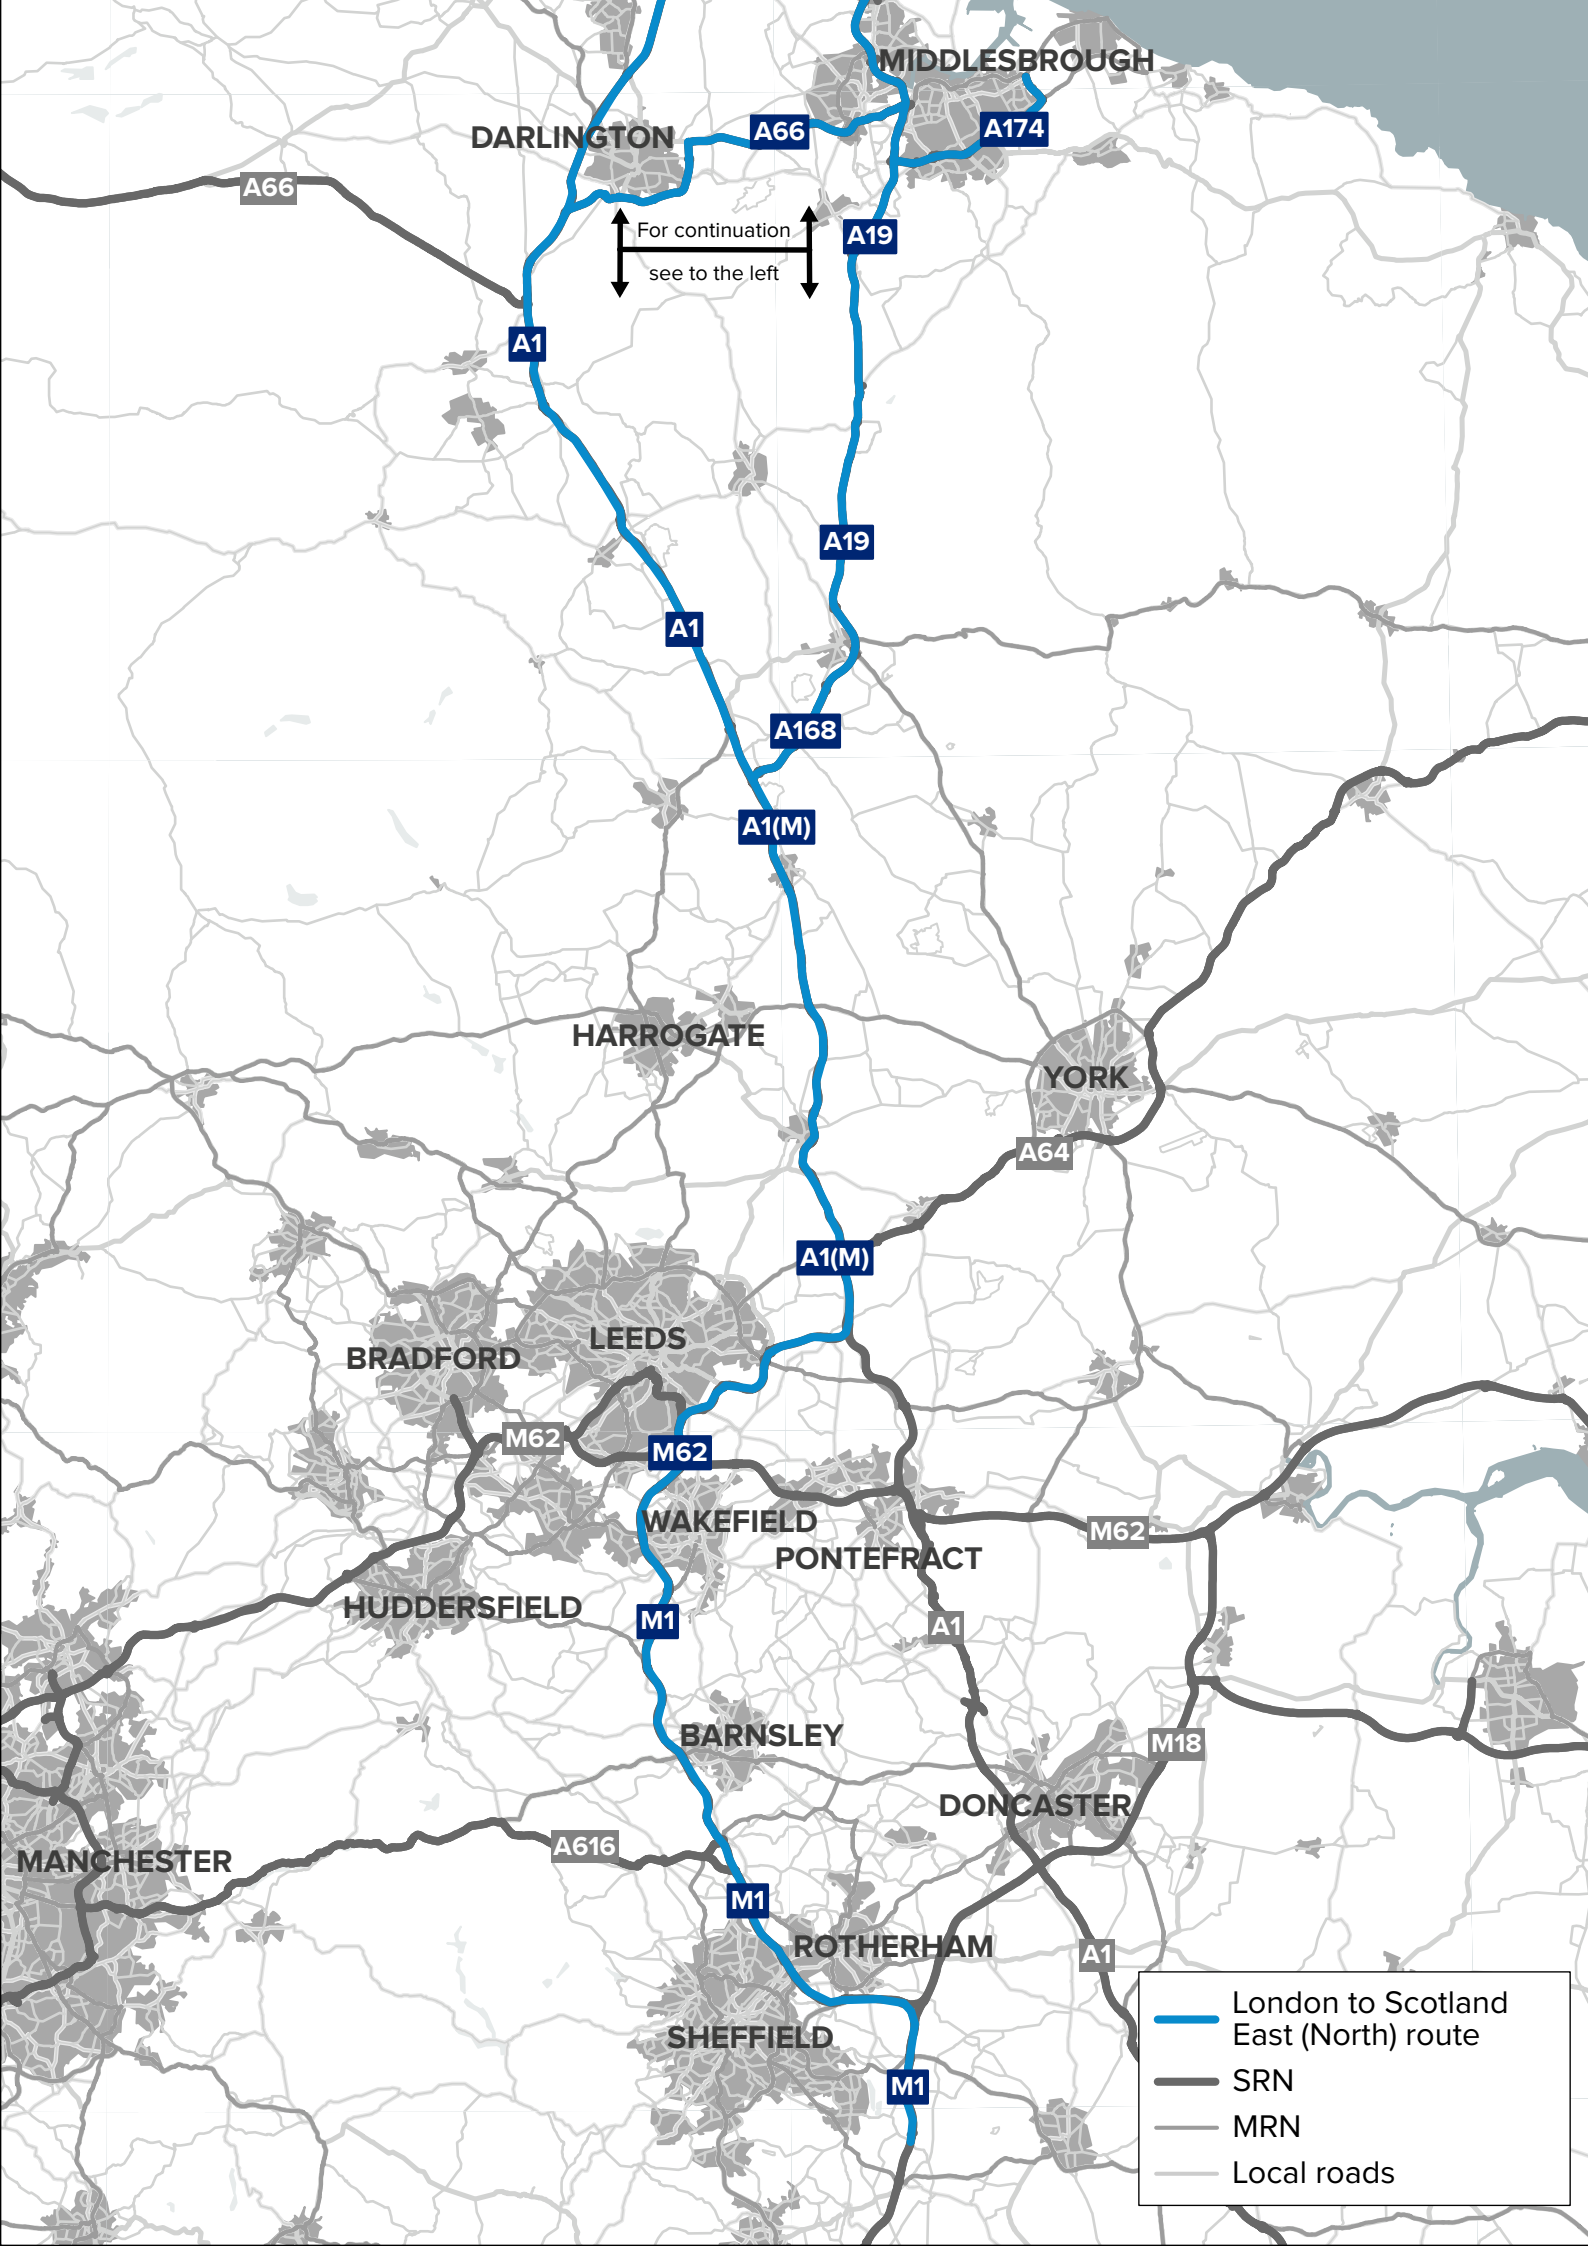 MIDDLESBROUGH
A66
A174
DARLINGTON
A66
For continuation
see to the left
A19
A1
A19
A1
A168
A1(M)
HARROGATE
YORK
A64
A1(M)
LEEDS
BRADFORD
M62
M62
WAKEFIELD
M62
PONTEFRACT
HUDDERSFIELD
M1
A1
BARNSLEY
M18
DONCASTER
A616
MANCHESTER
M1
ROTHERHAM
A1
SHEFFIELD
M1
London to Scotland
East (North) route
SRN
MRN
Local roads